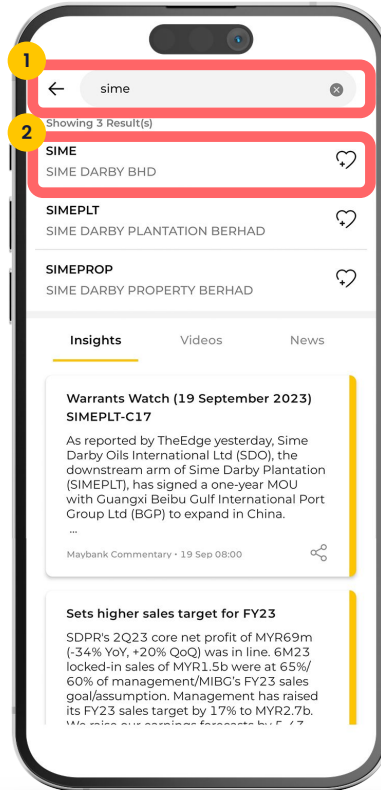 1
sime
2
Showing 3 Result(s)
SIME
SIME DARBY BHD
SIMEPLT
SIME DARBY PLANTATION BERHAD
SIMEPROP
SIME DARBY PROPERTY BERHAD
Insights Videos News
Warrants Watch (19 September 2023)
SIMEPLT-C17
As reported by TheEdge yesterday, Sime
Darby Oils International Ltd (SDO), the
downstream arm of Sime Darby Plantation
(SIMEPLT), has signed a one-year MOU
with Guangxi Beibu Gulf International Port
Group Ltd (BGP) to expand in China.
...
Maybank Commentary • 19 Sep 08:00
Sets higher sales target for FY23
SDPR's 2Q23 core net profit of MYR69m
(-34% YoY, +20% QoQ) was in line. 6M23
locked-in sales of MYR1.5b were at 65%/
60% of management/MIBG's FY23 sales
goal/assumption. Management has raised
its FY23 sales target by 17% to MYR2.7b.
We raise our earnings forecasts by